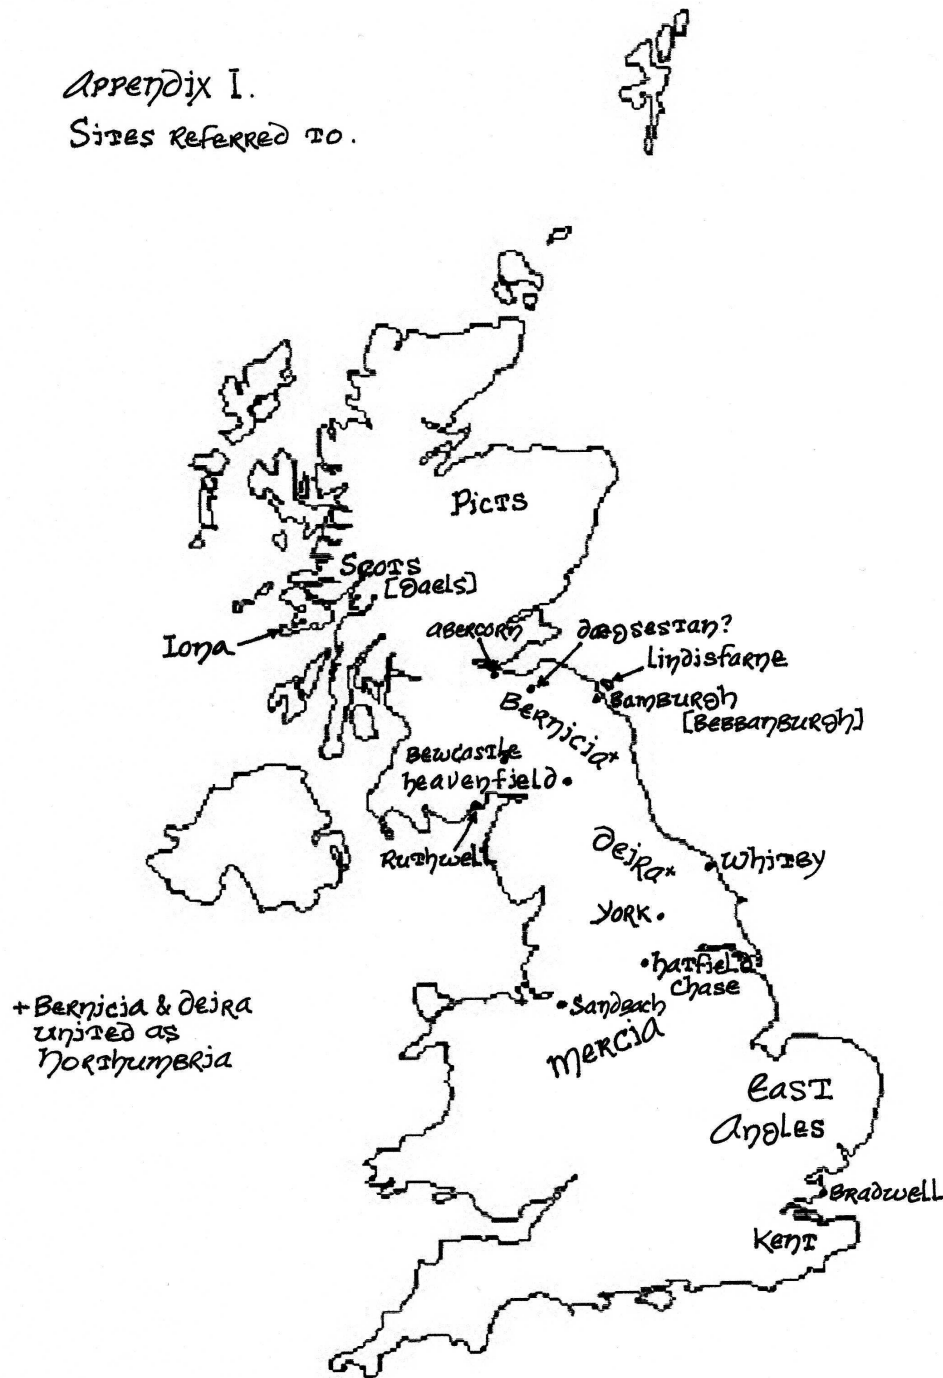 Appendix I.
Sites referred to.
Picts
Scots
[Gaels]
Iona
Abercorn
Dægsestan?
Lindisfarne
Bamburgh
[Bebbanburgh]
Bernicia+
Bewcastle
Heavenfield
Ruthwell
Deira+
Whitby
York
Hatfield
Chase
Sandbach
Mercia
+ Bernicia & Deira
united as
Northumbria
East
Angles
Bradwell
Kent